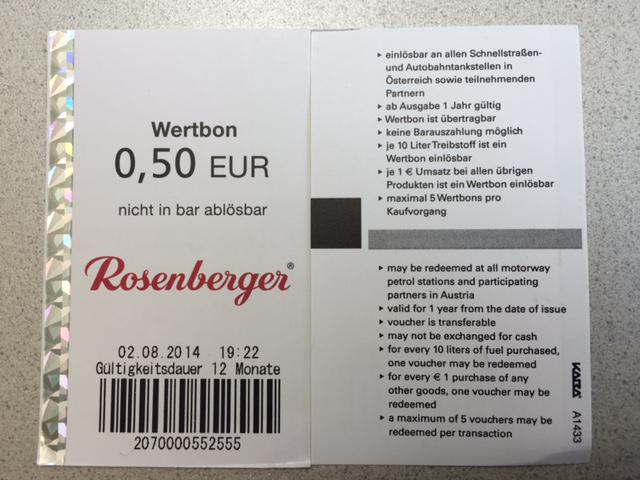 Wertbon
0,50 EUR
nicht in bar ablösbar
Rosenberger®
02.08.2014 19:22
Gültigkeitsdauer 12 Monate
2070000552555
‣ einlösbar an allen Schnellstraßen-
und Autobahntankstellen in
Österreich sowie teilnehmenden
Partnern
‣ ab Ausgabe 1 Jahr gültig
‣ Wertbon ist übertragbar
‣ keine Barauszahlung möglich
‣ je 10 Liter Treibstoff ist ein
Wertbon einlösbar
‣ je 1 € Umsatz bei allen übrigen
Produkten ist ein Wertbon einlösbar
‣ maximal 5 Wertbons pro
Kaufvorgang
‣ may be redeemed at all motorway
petrol stations and participating
partners in Austria
‣ valid for 1 year from the date of issue
‣ voucher is transferable
‣ may not be exchanged for cash
‣ for every 10 liters of fuel purchased,
one voucher may be redeemed
‣ for every € 1 purchase of any
other goods, one voucher may be
redeemed
‣ a maximum of 5 vouchers may be
redeemed per transaction
KARA A1433